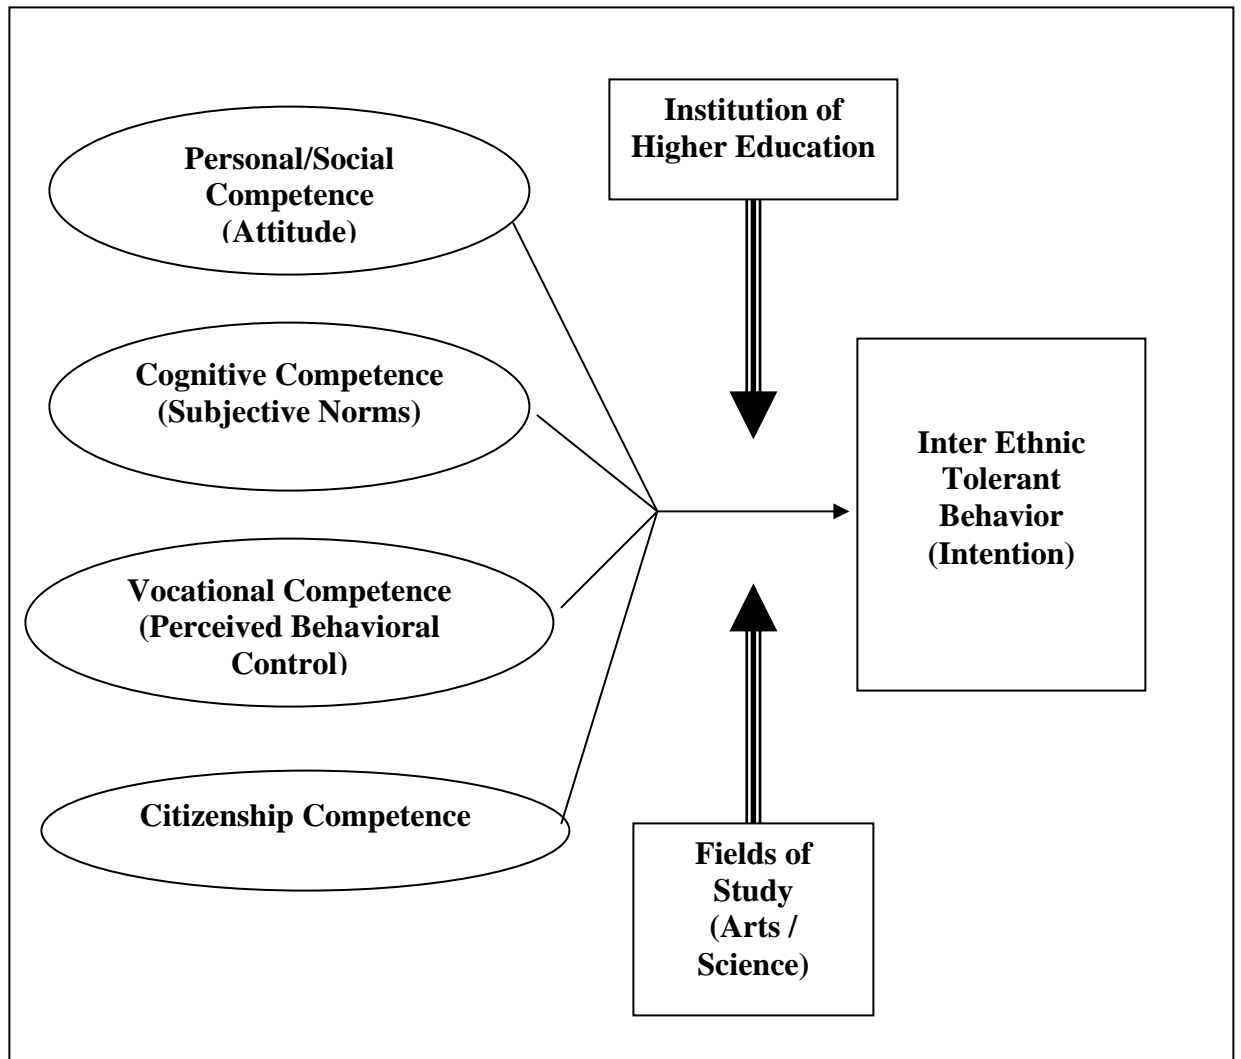 Personal/Social
Competence
(Attitude)
Cognitive Competence
(Subjective Norms)
Vocational Competence
(Perceived Behavioral
Control)
Citizenship Competence
Institution of
Higher Education
Fields of
Study
(Arts /
Science)
Inter Ethnic
Tolerant
Behavior
(Intention)